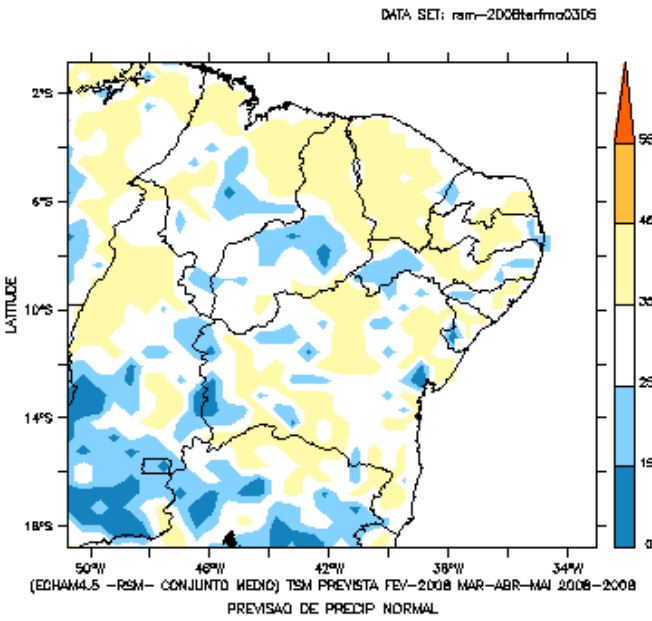 DATA SET: rsm-2008tsrfmo0305
2°S
6°S
10°S
14°S
18°S
LATITUDE
55
45
35
25
15
0
50°W 46°W 42°W 38°W 34°W
(ECHAM4.5 -RSM- CONJUNTO MEDIO) TSM PREVISTA FEV-2008 MAR-ABR-MAI 2008-2008
PREVISAO DE PRECIP NORMAL